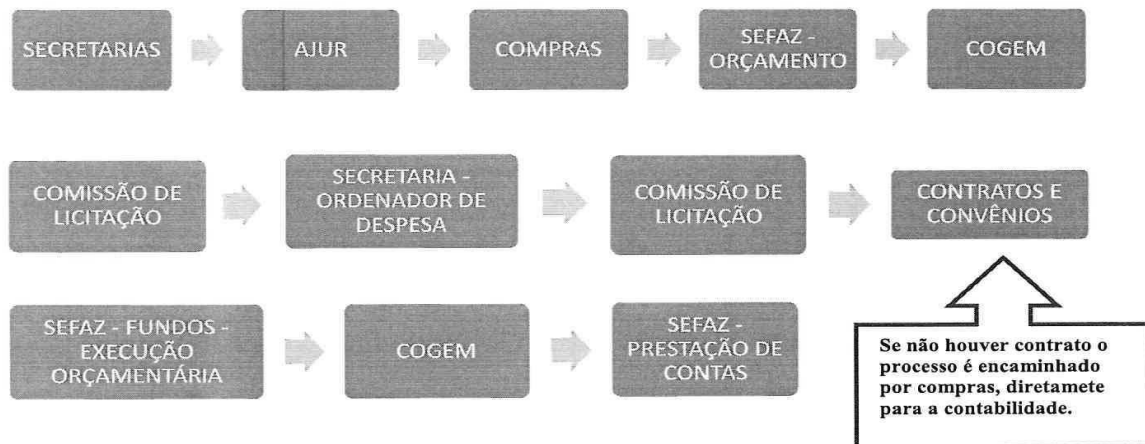 SECRETARIAS
AJUR
COMPRAS
SEFAZ -
ORÇAMENTO
COGEM
COMISSÃO DE
LICITAÇÃO
SECRETARIA -
ORDENADOR DE
DESPESA
COMISSÃO DE
LICITAÇÃO
CONTRATOS E
CONVÊNIOS
SEFAZ - FUNDOS -
EXECUÇÃO
ORÇAMENTÁRIA
COGEM
SEFAZ -
PRESTAÇÃO DE
CONTAS
Se não houver contrato o
processo é encaminhado
por compras, diretamete
para a contabilidade.